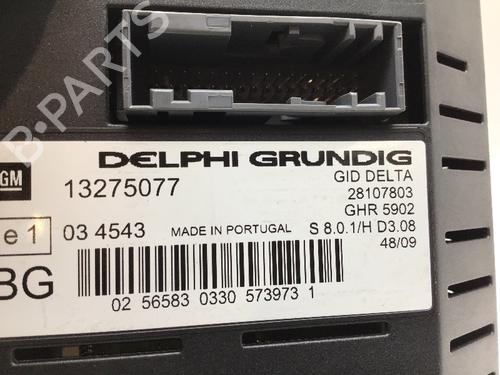 B-PARTS
DELPHI GRUNDIG
GM
13275077
GID DELTA
28107803
GHR 5902
e1
03 4543
MADE IN PORTUGAL
S 8.0.1/H D3.08
48/09
BG
02 56583 0330 573973 1